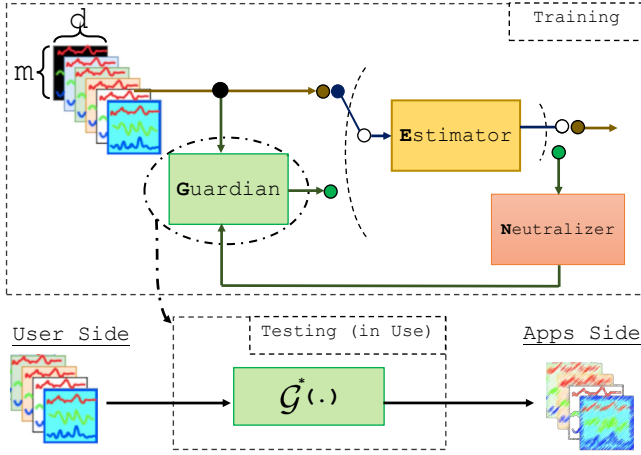 Training
d
m
Estimator
Guardian
Neutralizer
User Side
Testing (in Use)
Apps Side
G*(.)